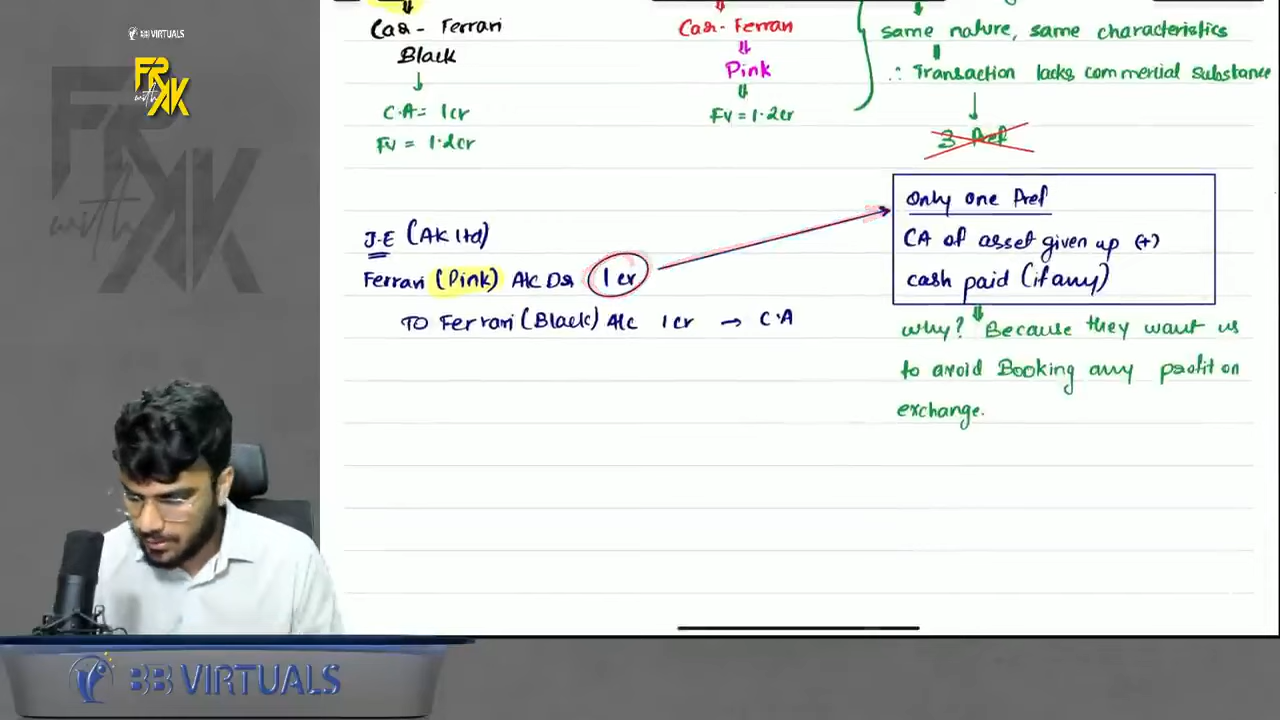 BB VIRTUALS
FR
with
AK
Car - Ferrari
Black
C.A = 1cr
FV = 1.2cr
Car - Ferrari
Pink
FV = 1.2cr
same nature, same characteristics
∴ Transaction lacks commercial substance
3 Pref
J.E (AK ltd)
Ferrari (Pink) A/c Dr 1 cr
To Ferrari (Black) A/c 1cr → C.A
Only one Pref
CA of asset given up (+)
cash paid (if any)
why? Because they want us
to avoid Booking any profit on
exchange.
BB VIRTUALS